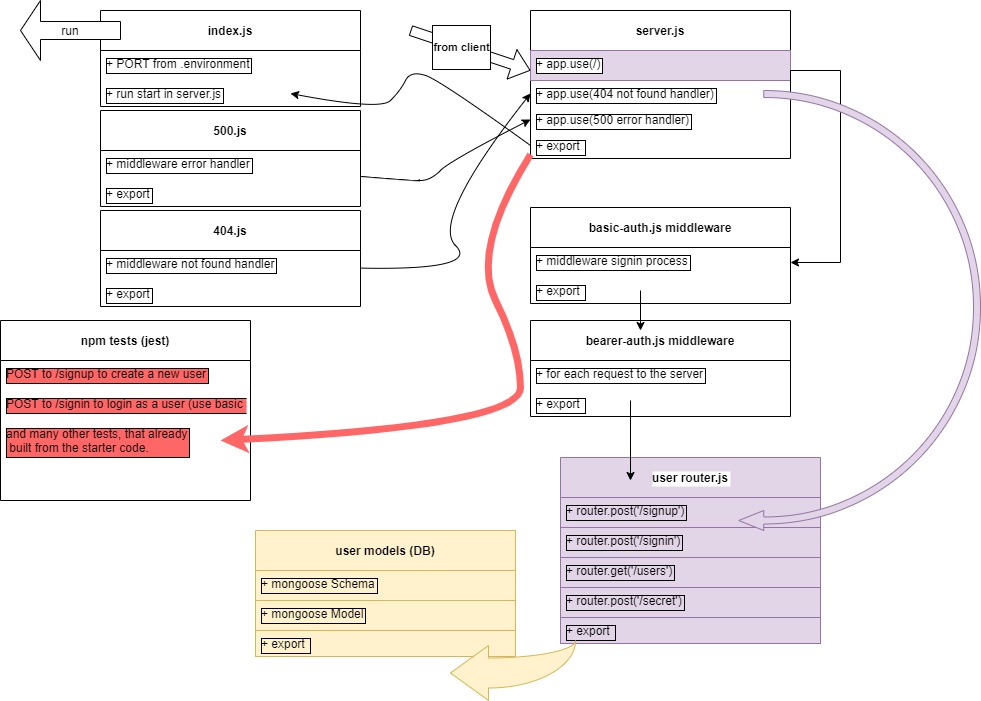 run
index.js
+ PORT from .environment
+ run start in server.js
500.js
+ middleware error handler
+ export
404.js
+ middleware not found handler
+ export
from client
server.js
+ app.use(/)
+ app.use(404 not found handler)
+ app.use(500 error handler)
+ export
basic-auth.js middleware
+ middleware signin process
+ export
bearer-auth.js middleware
+ for each request to the server
+ export
npm tests (jest)
POST to /signup to create a new user
POST to /signin to login as a user (use basic
and many other tests, that already
built from the starter code.
user router.js
+ router.post('/signup')
+ router.post('/signin')
+ router.get('/users')
+ router.post('/secret')
+ export
user models (DB)
+ mongoose Schema
+ mongoose Model
+ export